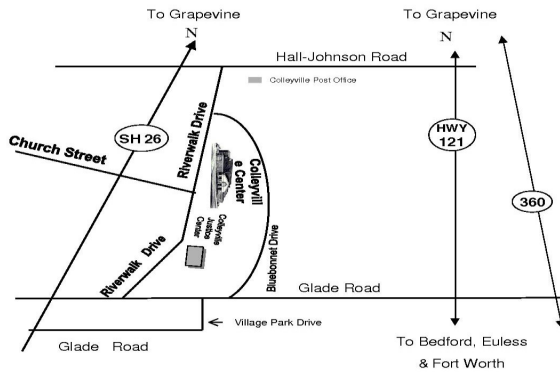 To Grapevine
N
To Grapevine
N
Hall-Johnson Road
Colleyville Post Office
SH 26
Riverwalk Drive
HWY
121
Church Street
Colleyvill
e Center
360
Colleyville
Justice
Center
Riverwalk Drive
Bluebonnet Drive
Glade Road
Village Park Drive
Glade Road
To Bedford, Euless
& Fort Worth